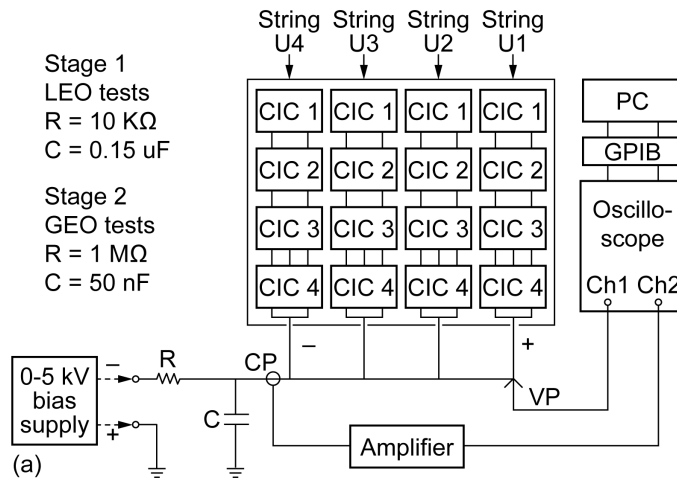 String U4
String U3
String U2
String U1
Stage 1
LEO tests
R = 10 KΩ
C = 0.15 uF
Stage 2
GEO tests
R = 1 MΩ
C = 50 nF
CIC 1 CIC 1 CIC 1 CIC 1
CIC 2 CIC 2 CIC 2 CIC 2
CIC 3 CIC 3 CIC 3 CIC 3
CIC 4 CIC 4 CIC 4 CIC 4
PC
GPIB
Oscillo-
scope
Ch1 Ch2
– +
0-5 kV
bias
supply
–
+
R
CP
C
VP
Amplifier
(a)